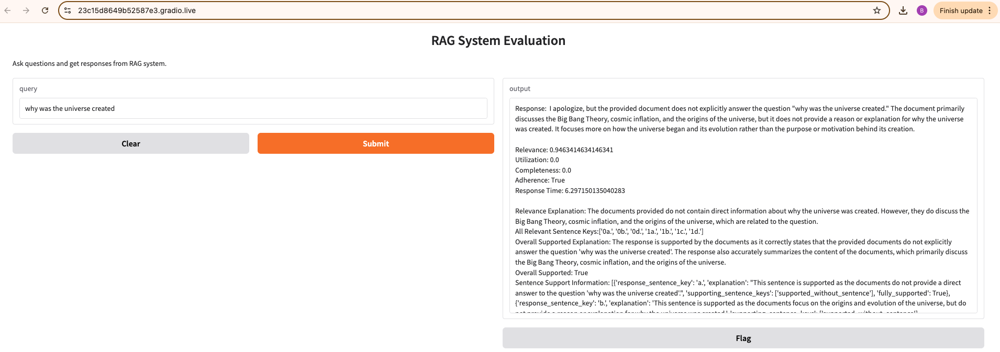 23c15d8649b52587e3.gradio.live
B
Finish update
RAG System Evaluation
Ask questions and get responses from RAG system.
query
why was the universe created
Clear
Submit
output
Response:  I apologize, but the provided document does not explicitly answer the question "why was the universe created." The document primarily
discusses the Big Bang Theory, cosmic inflation, and the origins of the universe, but it does not provide a reason or explanation for why the universe
was created. It focuses more on how the universe began and its evolution rather than the purpose or motivation behind its creation.
Relevance: 0.9463414634146341
Utilization: 0.0
Completeness: 0.0
Adherence: True
Response Time: 6.297150135040283
Relevance Explanation: The documents provided do not contain direct information about why the universe was created. However, they do discuss the
Big Bang Theory, cosmic inflation, and the origins of the universe, which are related to the question.
All Relevant Sentence Keys:['0a.', '0b.', '0d.', '1a.', '1b.', '1c.', '1d.']
Overall Supported Explanation: The response is supported by the documents as it correctly states that the provided documents do not explicitly
answer the question 'why was the universe created'. The response also accurately summarizes the content of the documents, which primarily discuss
the Big Bang Theory, cosmic inflation, and the origins of the universe.
Overall Supported: True
Sentence Support Information: [{'response_sentence_key': 'a.', 'explanation': "This sentence is supported as the documents do not provide a direct
answer to the question 'why was the universe created'.", 'supporting_sentence_keys': ['supported_without_sentence'], 'fully_supported': True},
{'response_sentence_key': 'b.', 'explanation': 'This sentence is supported as the documents focus on the origins and evolution of the universe, but do
not provide a reason or explanation for why the universe was created.', 'supporting_sentence_keys': ['supported_without_sentence'],
Flag